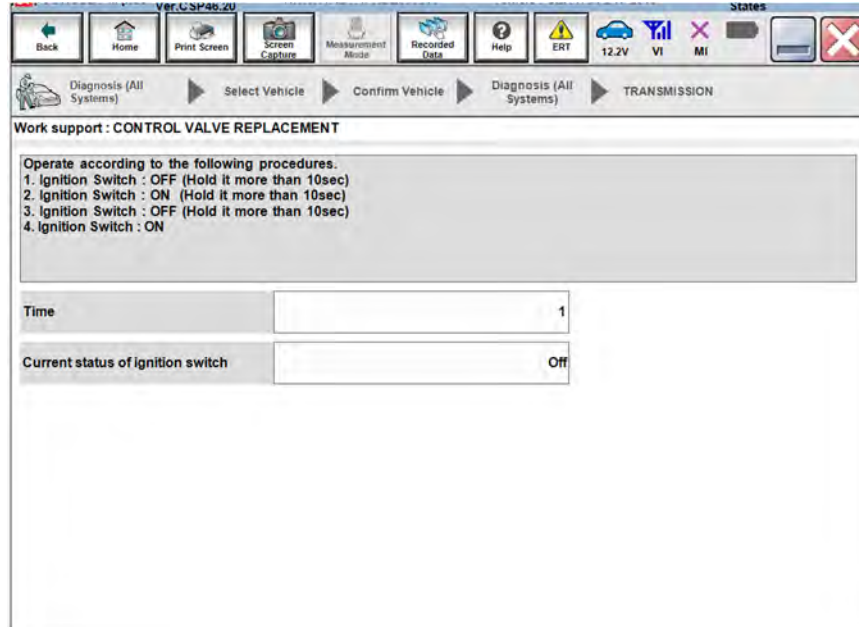 Ver.CSP46.20
States
Back
Home
Print Screen
Screen Capture
Measurement Mode
Recorded Data
Help
ERT
12.2V
VI
MI
Diagnosis (All Systems)
Select Vehicle
Confirm Vehicle
Diagnosis (All Systems)
TRANSMISSION
Work support : CONTROL VALVE REPLACEMENT
Operate according to the following procedures.
1. Ignition Switch : OFF (Hold it more than 10sec)
2. Ignition Switch : ON (Hold it more than 10sec)
3. Ignition Switch : OFF (Hold it more than 10sec)
4. Ignition Switch : ON
Time
1
Current status of ignition switch
Off